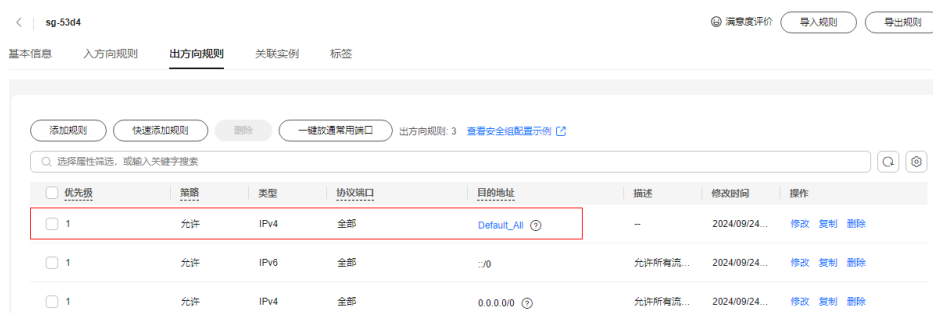 sg-53d4 满意度评价 导入规则 导出规则
基本信息 入方向规则 出方向规则 关联实例 标签
添加规则 快速添加规则 删除 一键放通常用端口 出方向规则: 3 查看安全组配置示例
选择属性筛选，或输入关键字搜索
优先级 策略 类型 协议端口 目的地址 描述 修改时间 操作
1 允许 IPv4 全部 Default_All -- 2024/09/24... 修改 复制 删除
1 允许 IPv6 全部 ::/0 允许所有流... 2024/09/24... 修改 复制 删除
1 允许 IPv4 全部 0.0.0.0/0 允许所有流... 2024/09/24... 修改 复制 删除